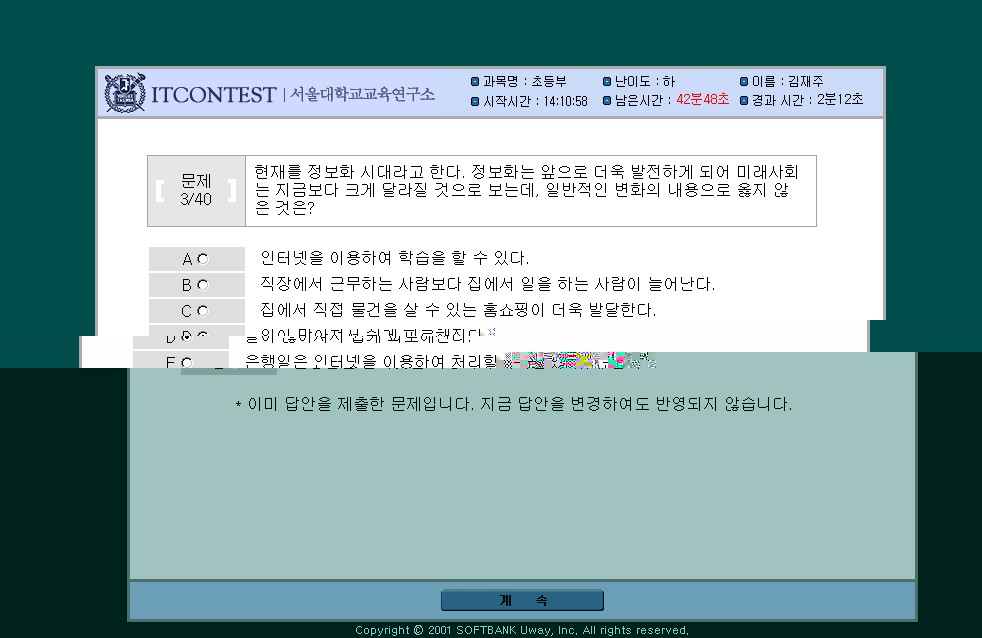 ITCONTEST | 서울대학교교육연구소
과목명 : 초등부 난이도 : 하 이름 : 김재주
시작시간 : 14:10:58 남은시간 : 42분48초 경과 시간 : 2분12초
문제
3/40
현재를 정보화 시대라고 한다. 정보화는 앞으로 더욱 발전하게 되어 미래사회
는 지금보다 크게 달라질 것으로 보는데, 일반적인 변화의 내용으로 옳지 않
은 것은?
A 인터넷을 이용하여 학습을 할 수 있다.
B 직장에서 근무하는 사람보다 집에서 일을 하는 사람이 늘어난다.
C 집에서 직접 물건을 살 수 있는 홈쇼핑이 더욱 발달한다.
D
E 은행일은 인터넷을 이용하여 처리할
* 이미 답안을 제출한 문제입니다. 지금 답안을 변경하여도 반영되지 않습니다.
계 속
Copyright © 2001 SOFTBANK Uway, Inc. All rights reserved.